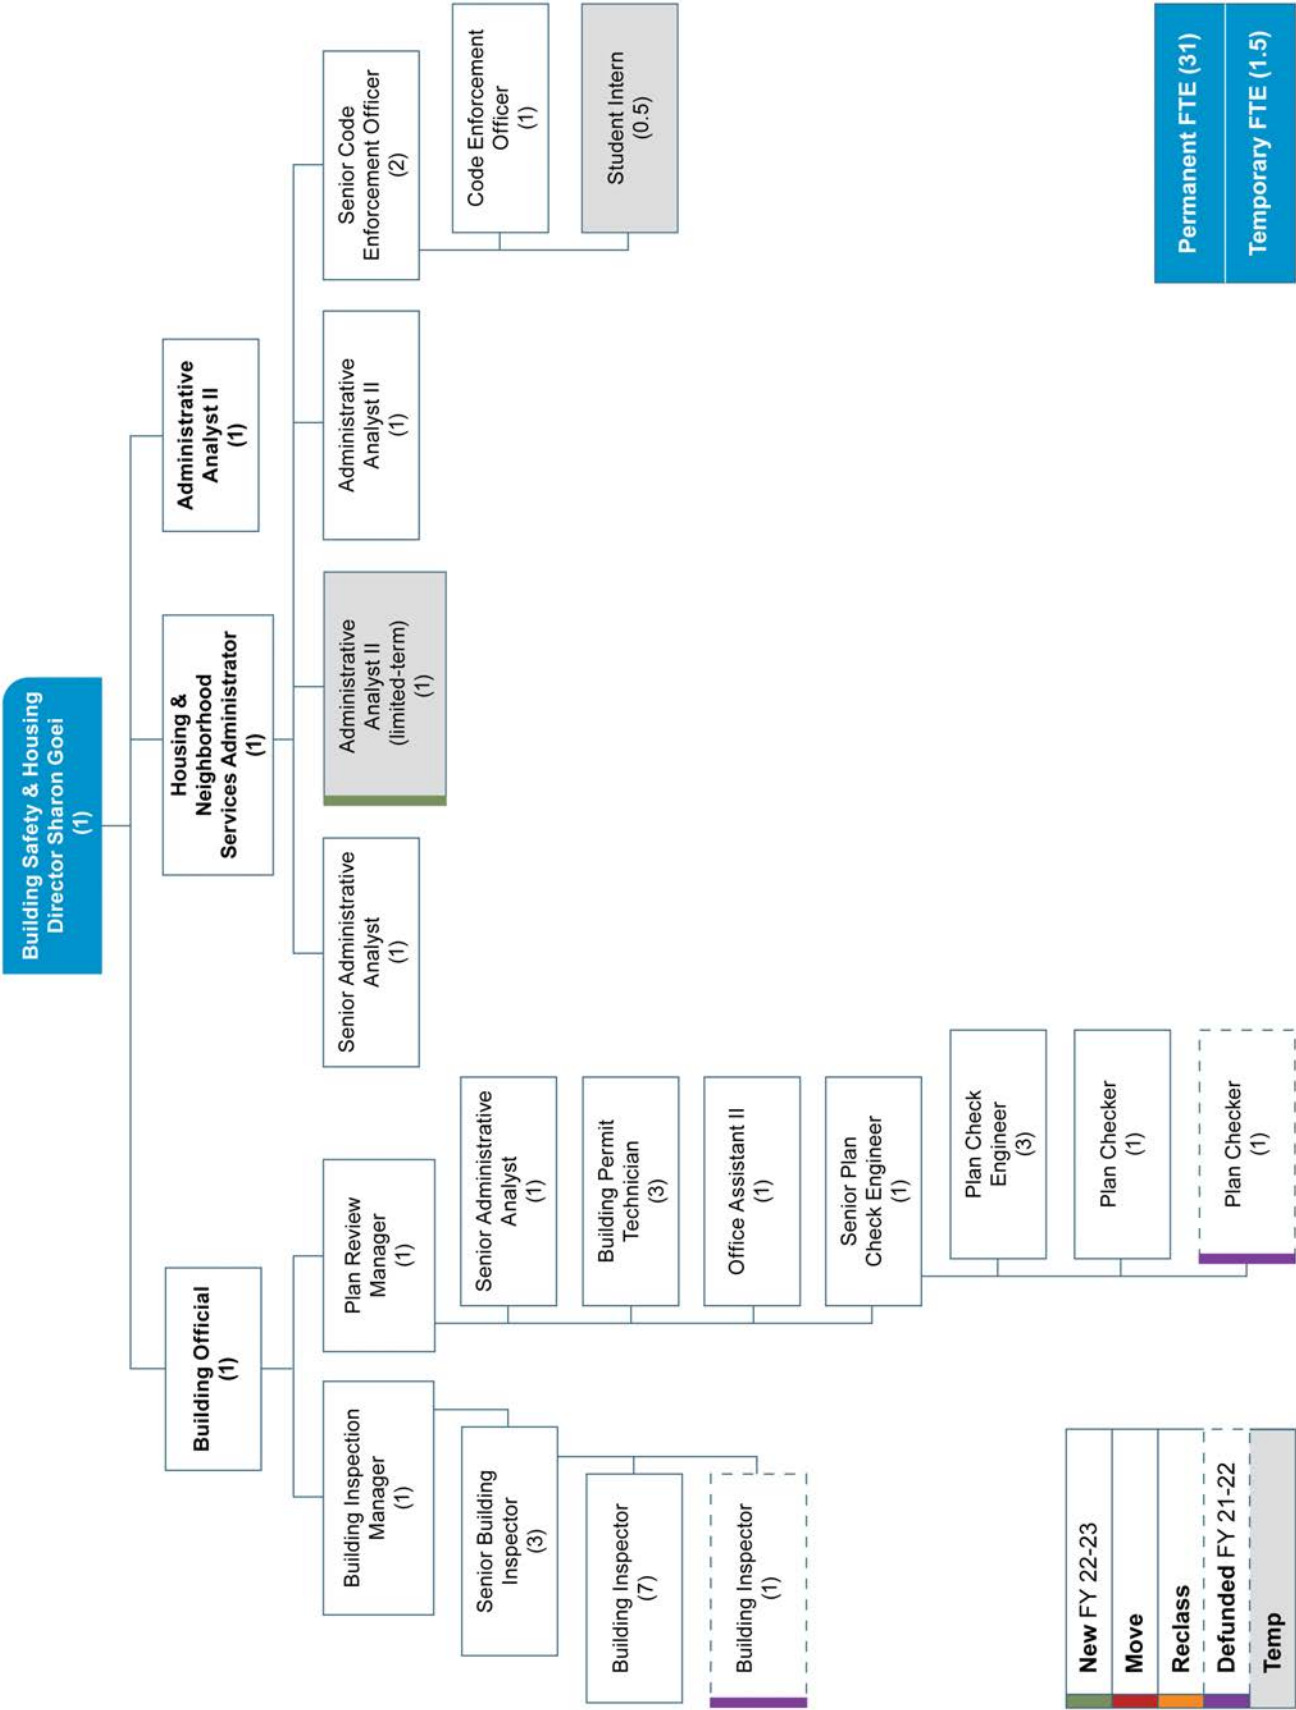 Building Safety & Housing
Director Sharon Goei
(1)
Building Official
(1)
Housing &
Neighborhood
Services Administrator
(1)
Administrative
Analyst II
(1)
Building Inspection
Manager
(1)
Senior Building
Inspector
(3)
Building Inspector
(7)
Building Inspector
(1)
Plan Review
Manager
(1)
Senior Administrative
Analyst
(1)
Building Permit
Technician
(3)
Office Assistant II
(1)
Senior Plan
Check Engineer
(1)
Plan Check
Engineer
(3)
Plan Checker
(1)
Plan Checker
(1)
Senior Administrative
Analyst
(1)
Administrative
Analyst II
(limited-term)
(1)
Administrative
Analyst II
(1)
Senior Code
Enforcement Officer
(2)
Code Enforcement
Officer
(1)
Student Intern
(0.5)
New FY 22-23
Move
Reclass
Defunded FY 21-22
Temp
Permanent FTE (31)
Temporary FTE (1.5)